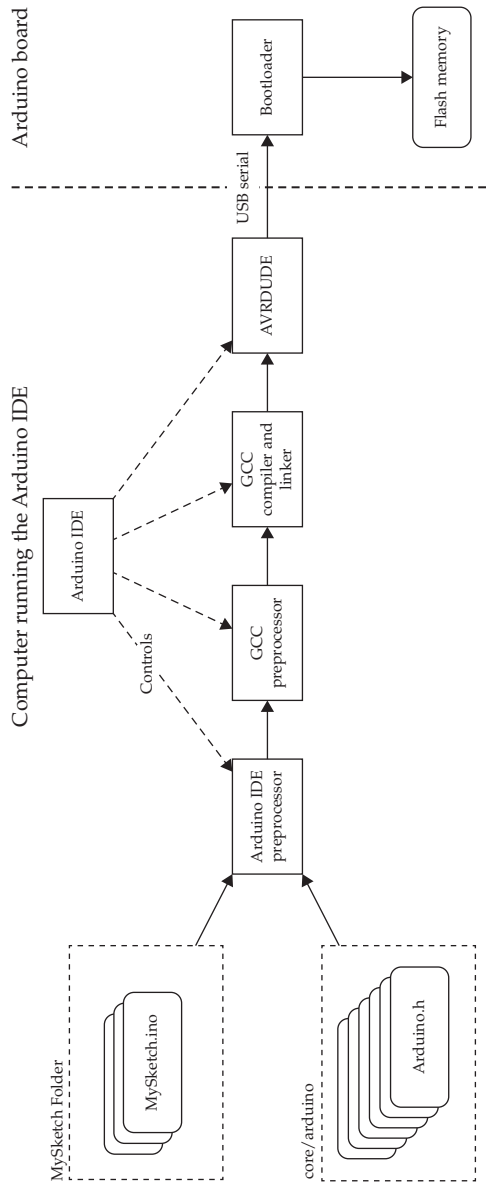 Computer running the Arduino IDE
Arduino board
Arduino IDE
Controls
MySketch Folder
MySketch.ino
core/arduino
Arduino.h
Arduino IDE
preprocessor
GCC
preprocessor
GCC
compiler and
linker
AVRDUDE
USB serial
Bootloader
Flash memory